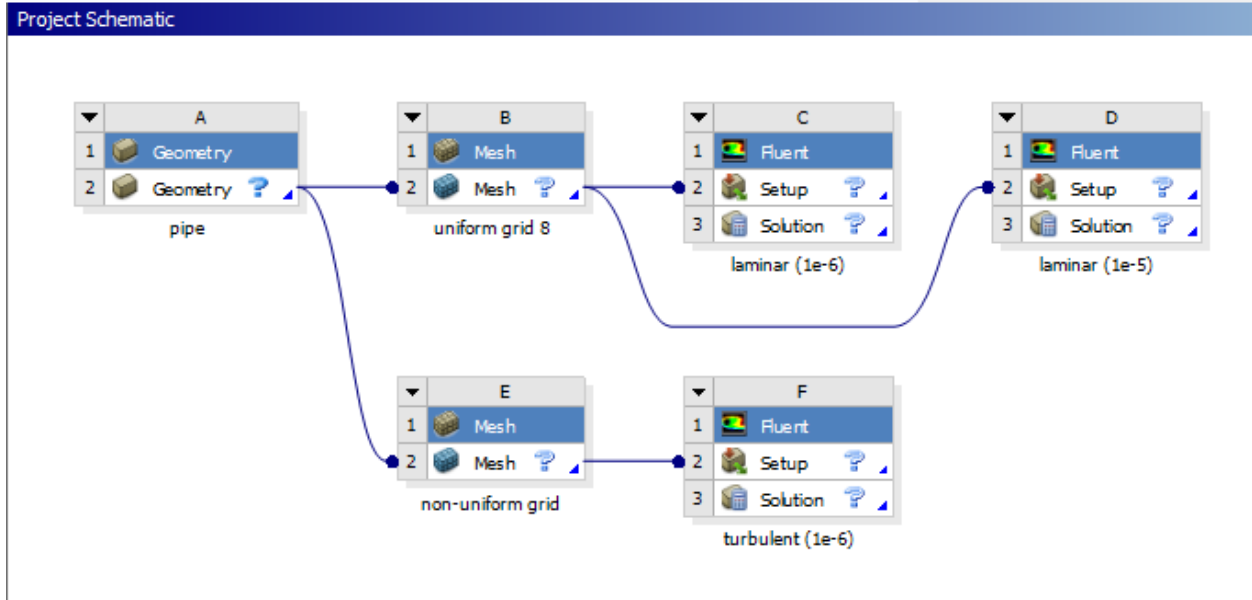 Project Schematic
A
1 Geometry
2 Geometry ?
pipe
B
1 Mesh
2 Mesh ?
uniform grid 8
C
1 Fluent
2 Setup ?
3 Solution ?
laminar (1e-6)
D
1 Fluent
2 Setup ?
3 Solution ?
laminar (1e-5)
E
1 Mesh
2 Mesh ?
non-uniform grid
F
1 Fluent
2 Setup ?
3 Solution ?
turbulent (1e-6)